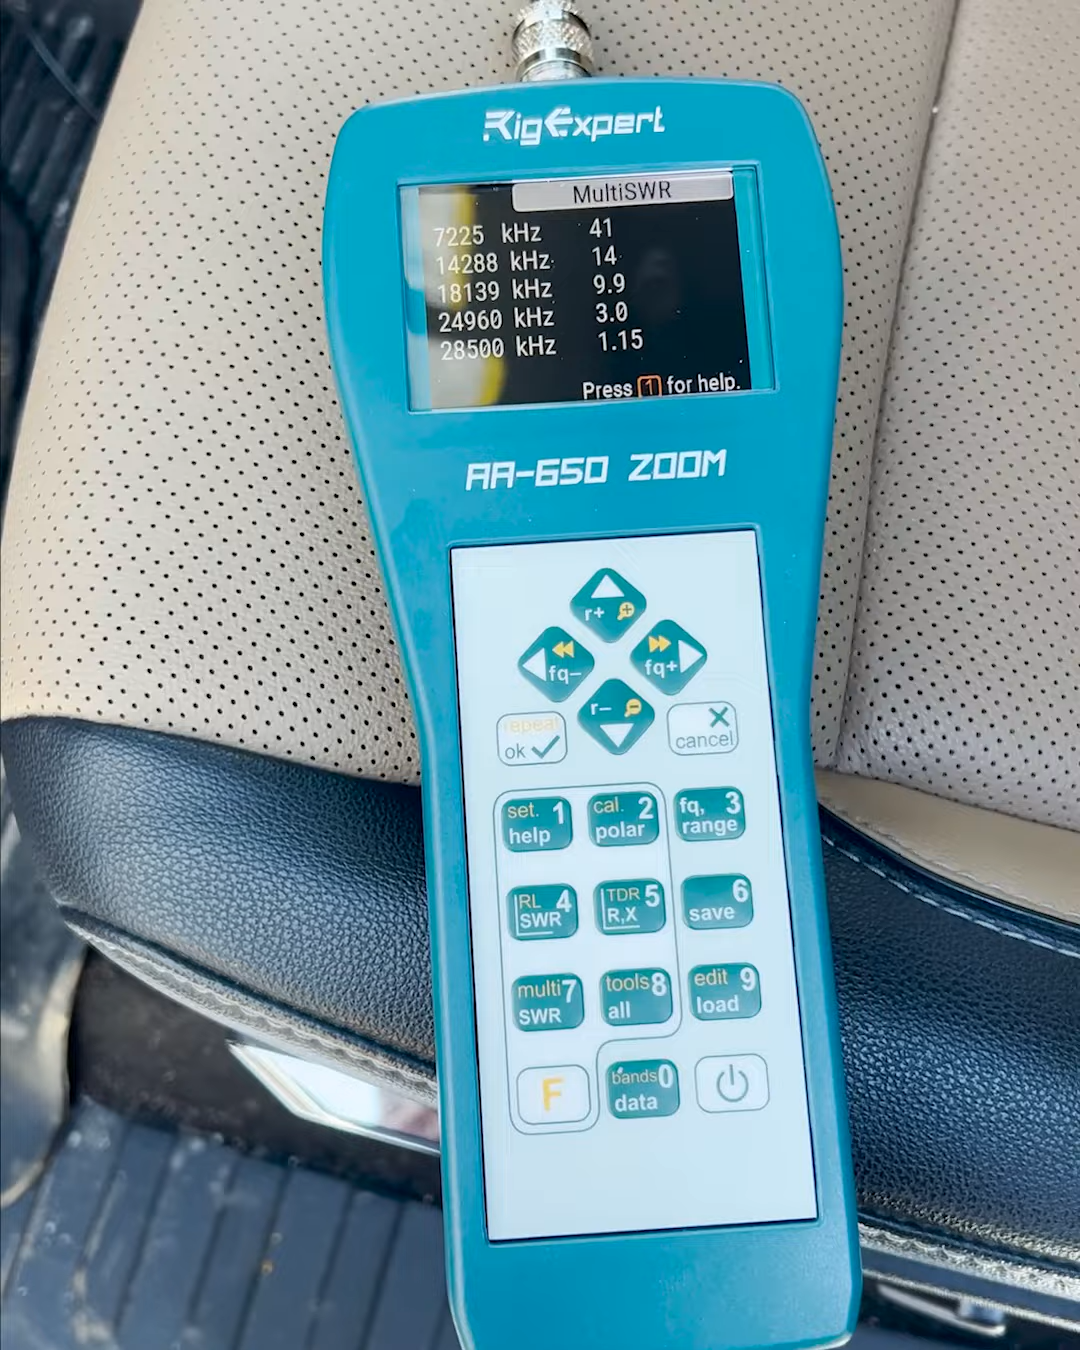 RigExpert
MultiSWR
7225 kHz 41
14288 kHz 14
18139 kHz 9.9
24960 kHz 3.0
28500 kHz 1.15
Press 1 for help.
AA-650 ZOOM
r+
fq-
fq+
r-
repeat
ok
cancel
set. 1
help
cal. 2
polar
fq, 3
range
RL 4
SWR
TDR 5
R,X
6
save
multi 7
SWR
tools 8
all
edit 9
load
F
bands 0
data